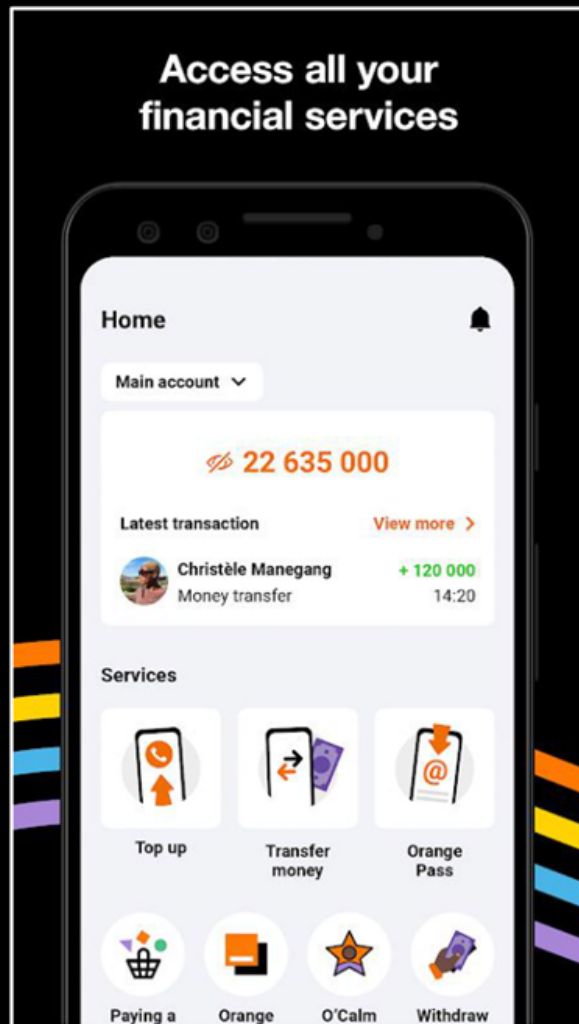 Access all your
financial services
Home
Main account
22 635 000
Latest transaction
View more
Christèle Manegang
+ 120 000
Money transfer
14:20
Services
Top up
Transfer
money
@
Orange
Pass
Paying a
Orange
O'Calm
Withdraw